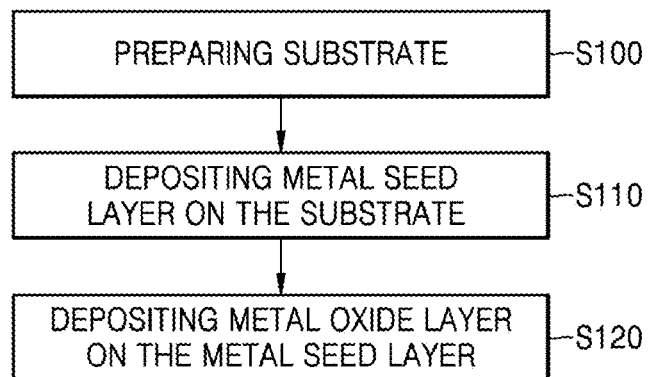 PREPARING SUBSTRATE
S100
DEPOSITING METAL SEED
LAYER ON THE SUBSTRATE
S110
DEPOSITING METAL OXIDE LAYER
ON THE METAL SEED LAYER
S120